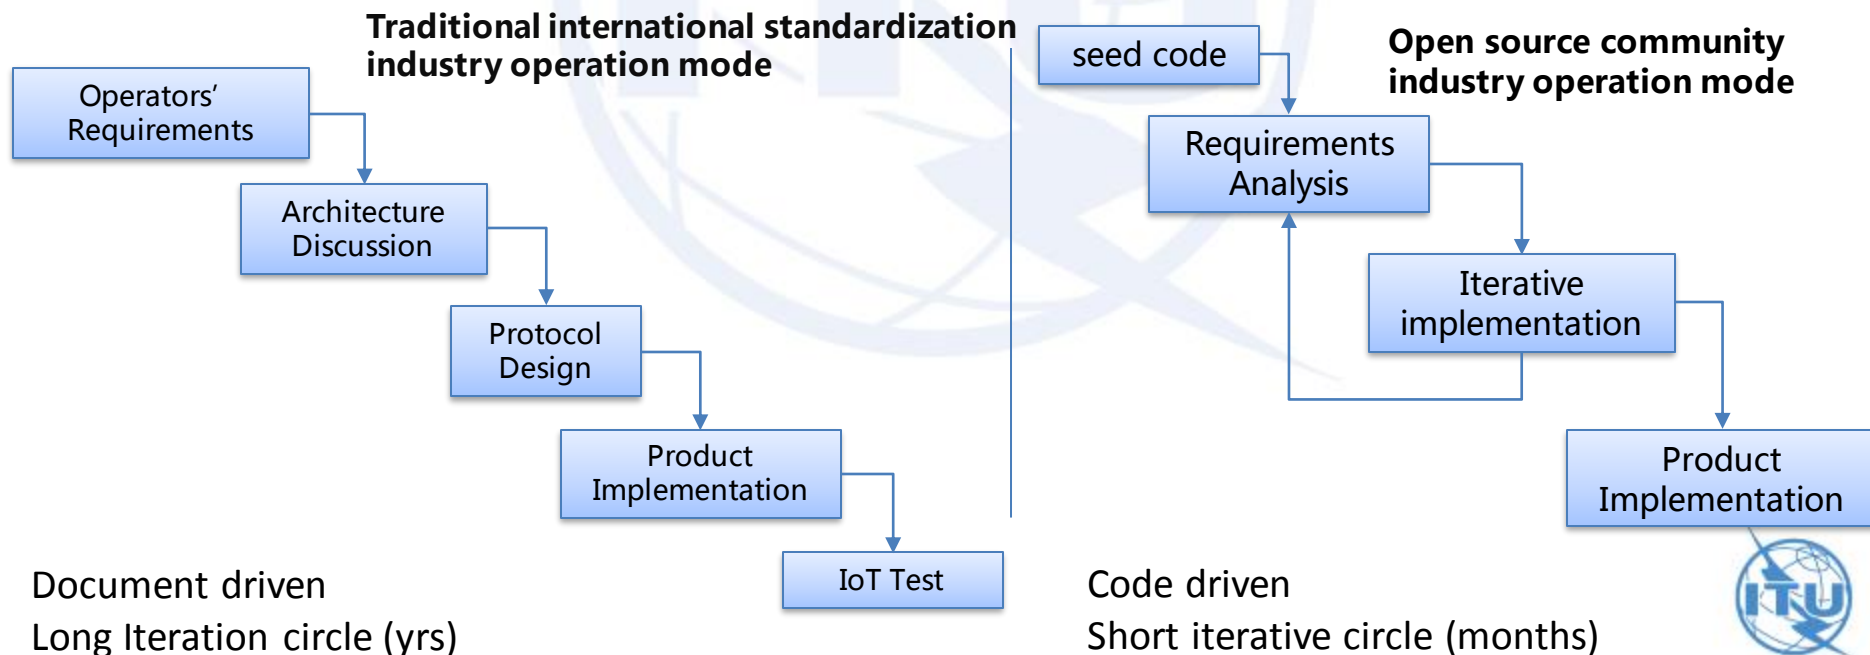 Traditional international standardization
industry operation mode
Operators'
Requirements
Architecture
Discussion
Protocol
Design
Product
Implementation
IoT Test
Document driven
Long Iteration circle (yrs)
Open source community
industry operation mode
seed code
Requirements
Analysis
Iterative
implementation
Product
Implementation
Code driven
Short iterative circle (months)
ITU